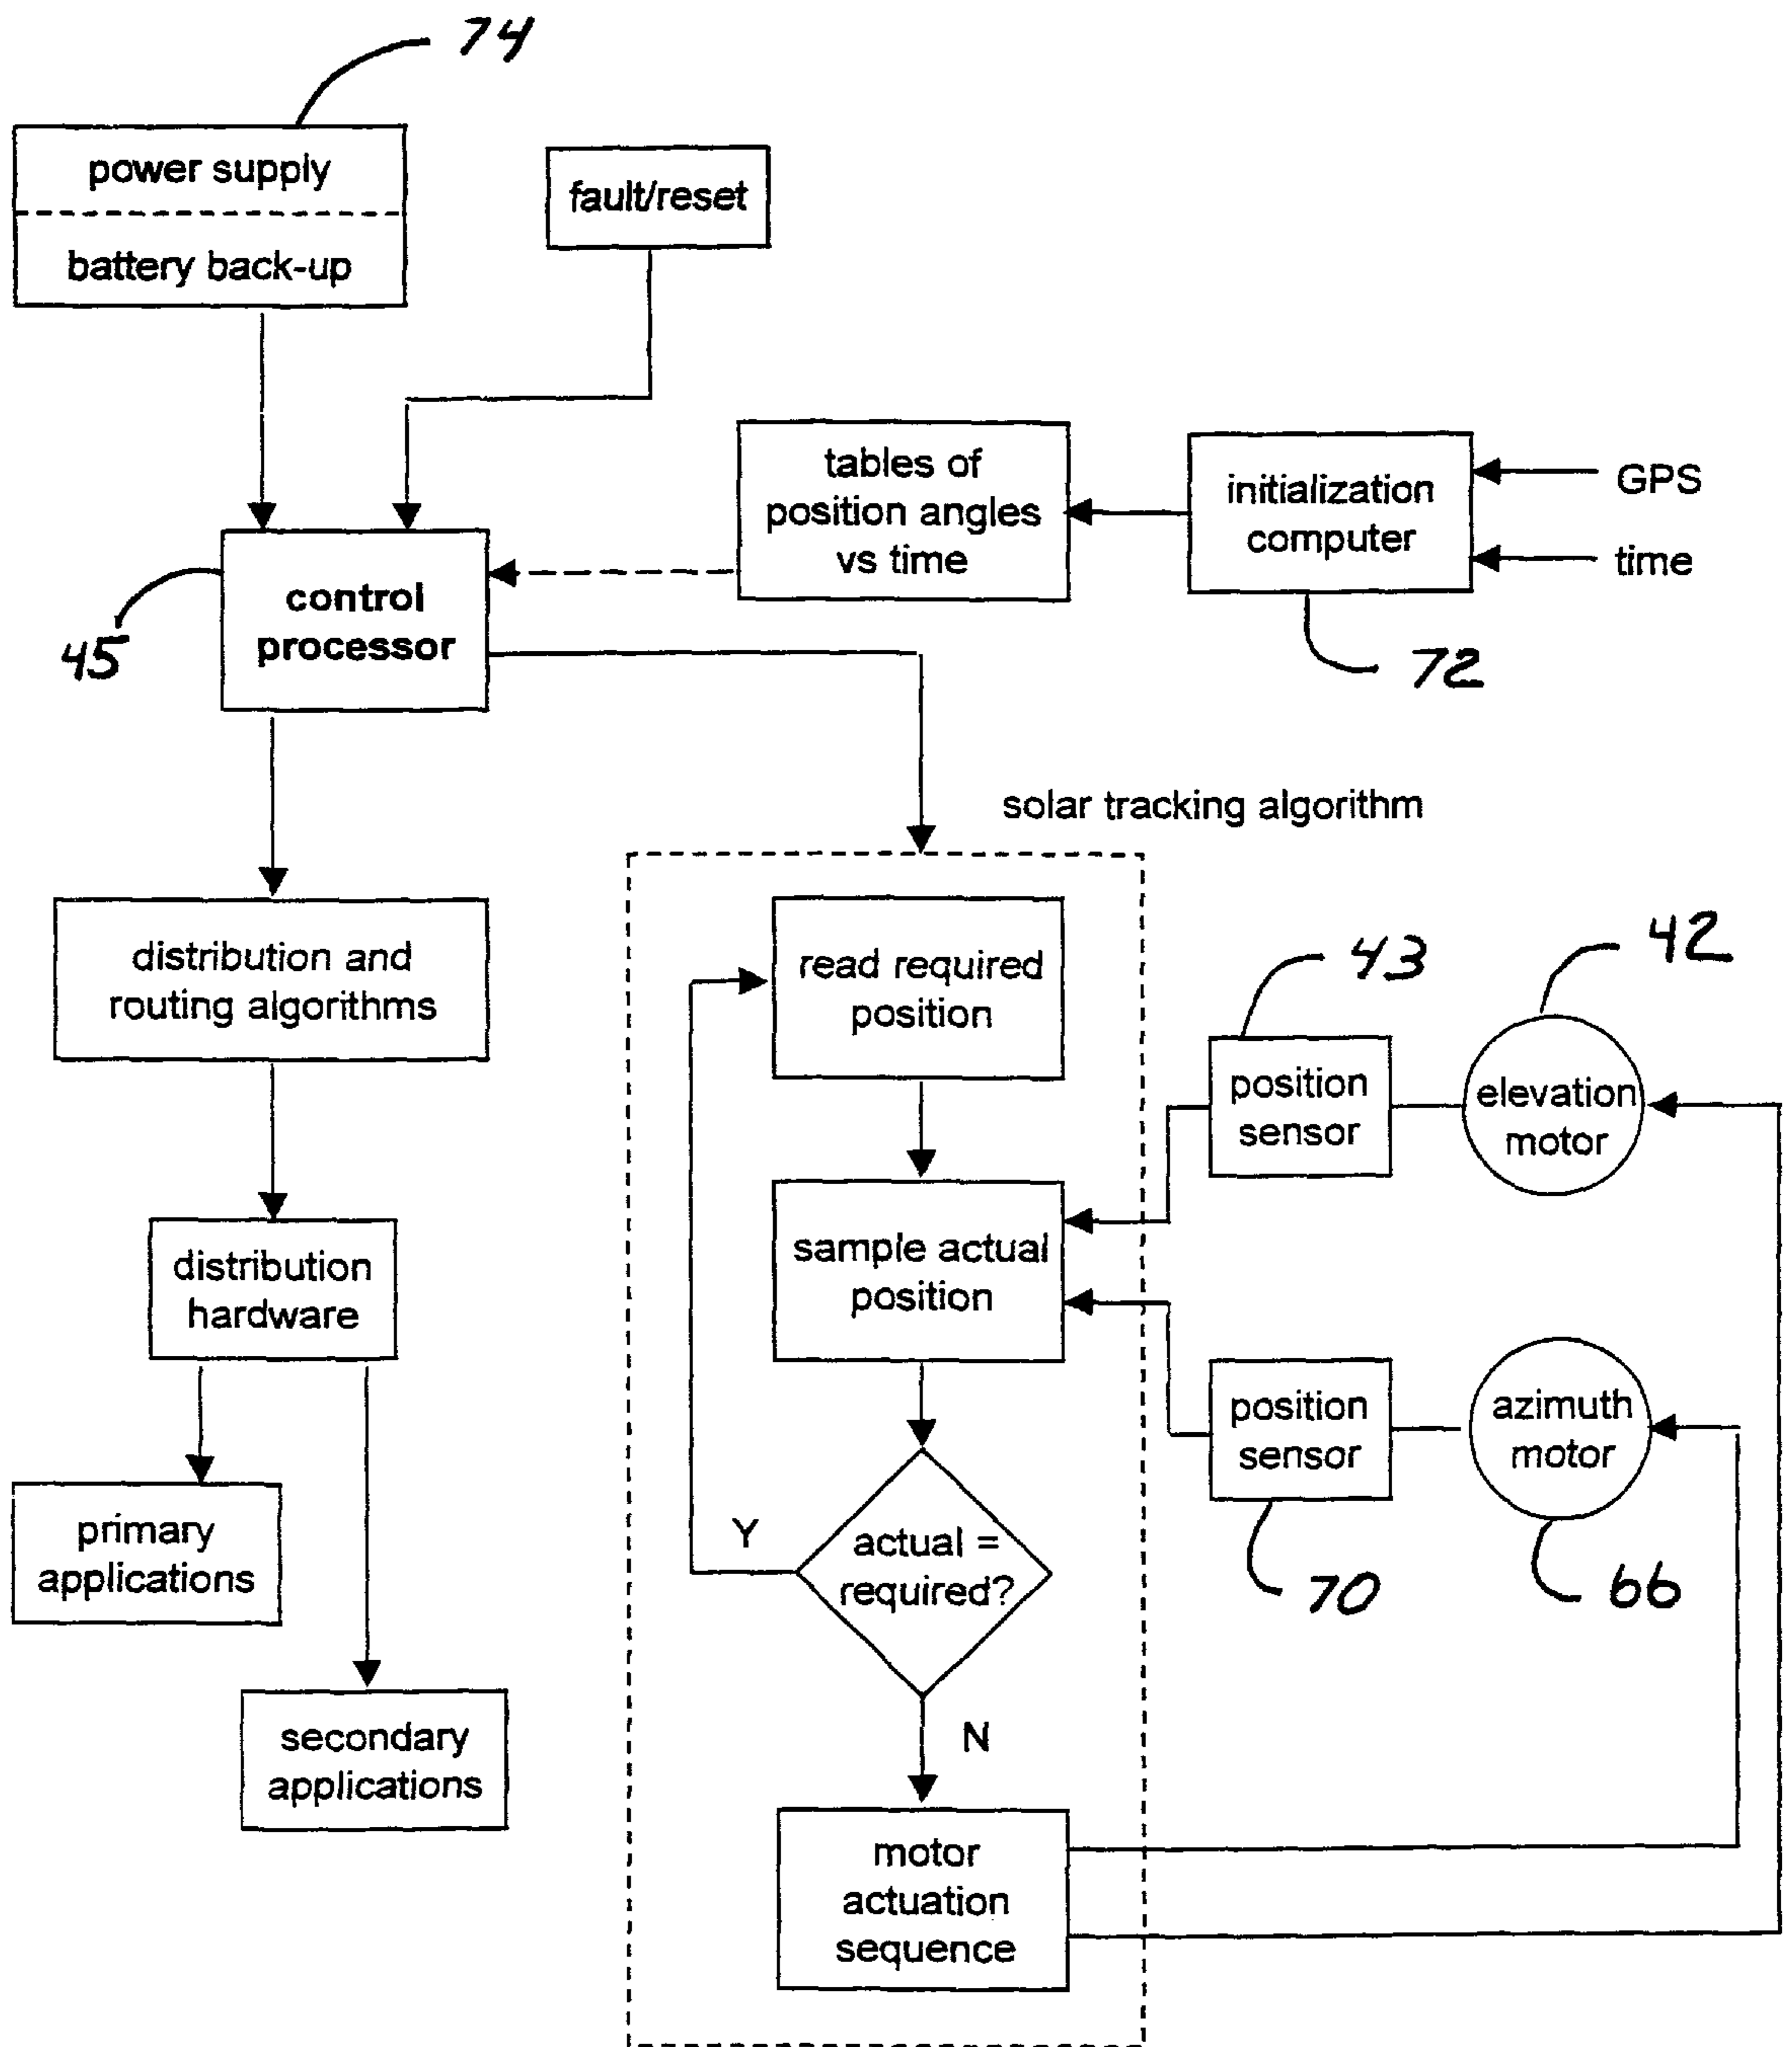 74
power supply
battery back-up
fault/reset
tables of
position angles
vs time
initialization
computer
GPS
time
control
processor
45
72
solar tracking algorithm
distribution and
routing algorithms
read required
position
43
42
position
sensor
elevation
motor
distribution
hardware
sample actual
position
position
sensor
azimuth
motor
primary
applications
Y
actual =
required?
70
66
secondary
applications
N
motor
actuation
sequence